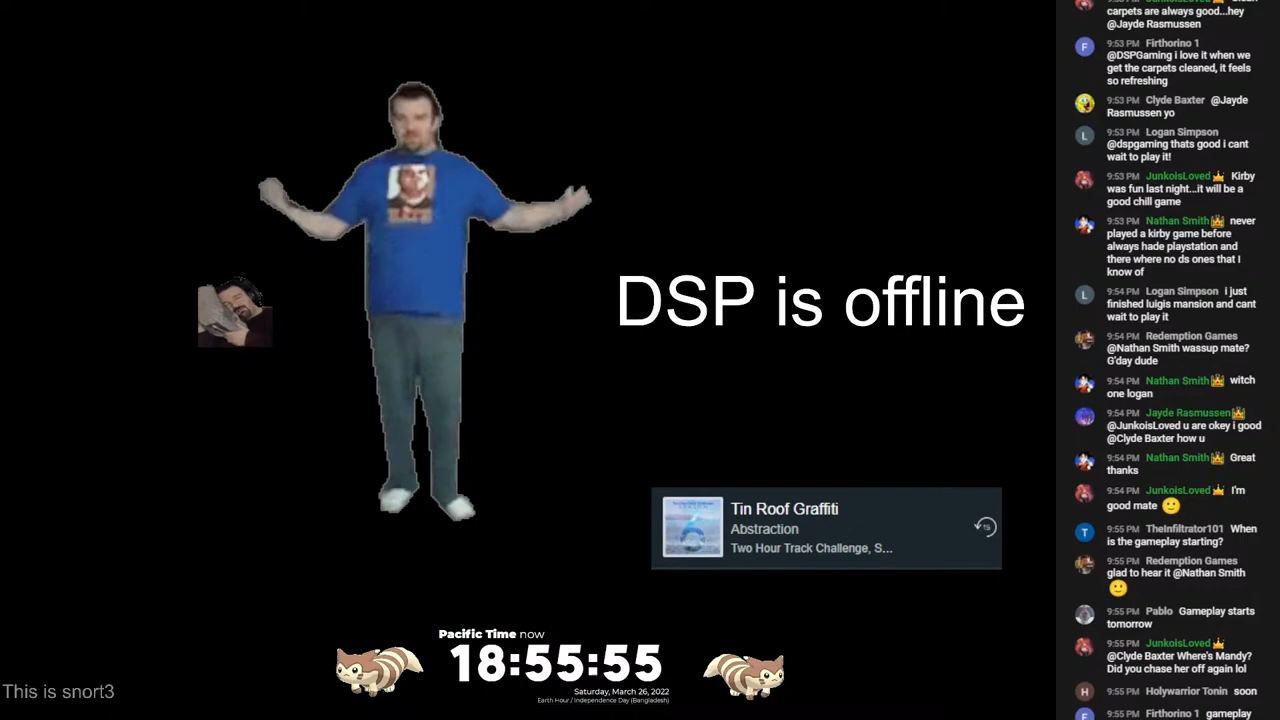 DSP is offline
Tin Roof Graffiti
Abstraction
Two Hour Track Challenge, S...
15
Pacific Time now
18:55:55
Saturday, March 26, 2022
Earth Hour / Independence Day (Bangladesh)
This is snort3
carpets are always good...hey
@Jayde Rasmussen
9:53 PM Firthorino 1
@DSPGaming i love it when we
get the carpets cleaned, it feels
so refreshing
9:53 PM Clyde Baxter @Jayde
Rasmussen yo
9:53 PM Logan Simpson
@dspgaming thats good i cant
wait to play it!
9:53 PM JunkoisLoved Kirby
was fun last night...it will be a
good chill game
9:53 PM Nathan Smith never
played a kirby game before
always hade playstation and
there where no ds ones that I
know of
9:54 PM Logan Simpson i just
finished luigis mansion and cant
wait to play it
9:54 PM Redemption Games
@Nathan Smith wassup mate?
G'day dude
9:54 PM Nathan Smith witch
one logan
9:54 PM Jayde Rasmussen
@JunkoisLoved u are okey i good
@Clyde Baxter how u
9:54 PM Nathan Smith Great
thanks
9:54 PM JunkoisLoved I'm
good mate 🙂
9:55 PM TheInfiltrator101 When
is the gameplay starting?
9:55 PM Redemption Games
glad to hear it @Nathan Smith
🙂
9:55 PM Pablo Gameplay starts
tomorrow
9:55 PM JunkoisLoved
@Clyde Baxter Where's Mandy?
Did you chase her off again lol
9:55 PM Holywarrior Tonin soon
9:55 PM Firthorino 1 gameplay